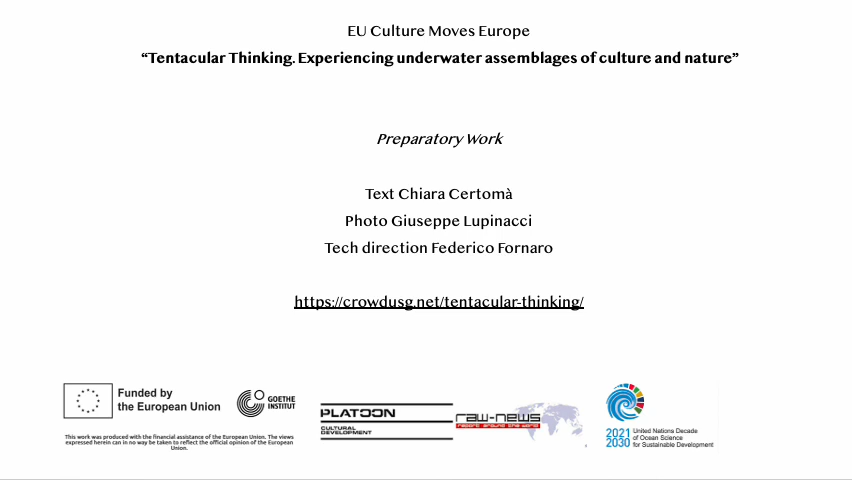 EU Culture Moves Europe
“Tentacular Thinking. Experiencing underwater assemblages of culture and nature”
Preparatory Work
Text Chiara Certomà
Photo Giuseppe Lupinacci
Tech direction Federico Fornaro
https://crowdusg.net/tentacular-thinking/
Funded by
the European Union
This work was produced with the financial assistance of the European Union. The views
expressed herein can in no way be taken to reflect the official opinion of the European
Union.
GOETHE
INSTITUT
PLATOON
CULTURAL
DEVELOPMENT
raw-news
report around the world
2021
2030
United Nations Decade
of Ocean Science
for Sustainable Development